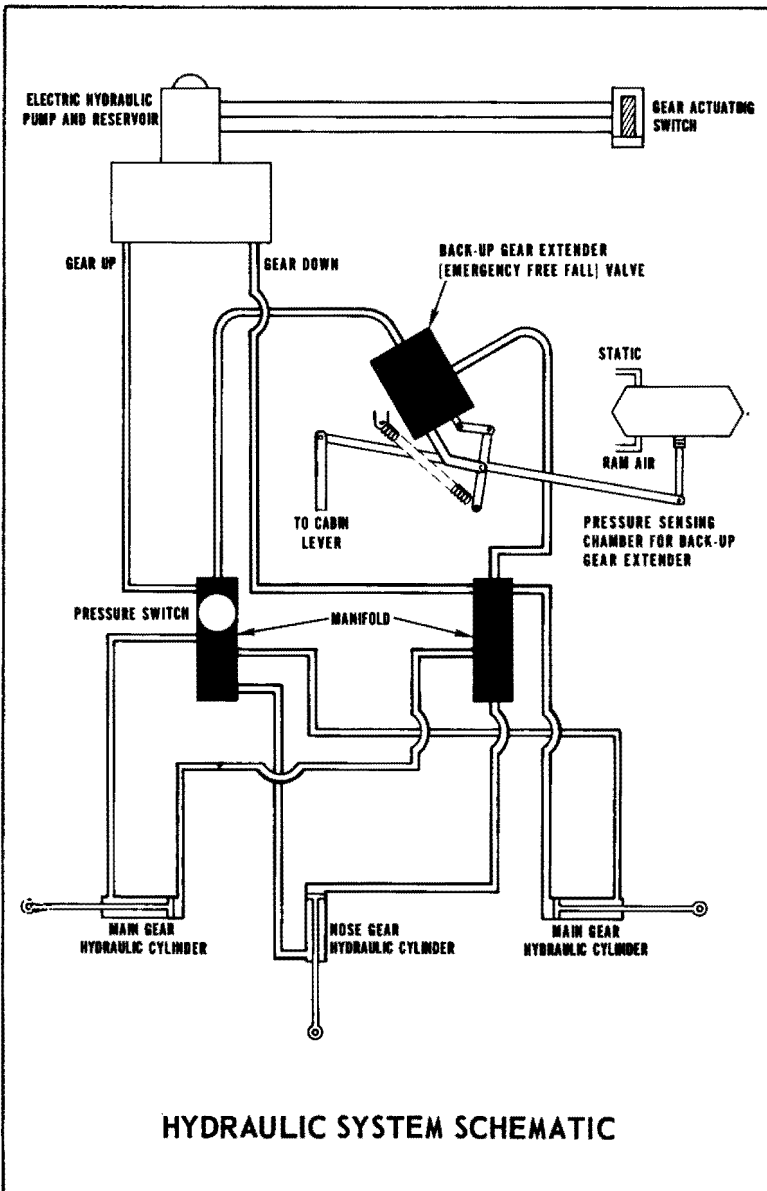 ELECTRIC HYDRAULIC
PUMP AND RESERVOIR
GEAR ACTUATING
SWITCH
GEAR UP
GEAR DOWN
BACK-UP GEAR EXTENDER
(EMERGENCY FREE FALL) VALVE
STATIC
RAM AIR
TO CABIN
LEVER
PRESSURE SENSING
CHAMBER FOR BACK-UP
GEAR EXTENDER
PRESSURE SWITCH
MANIFOLD
MAIN GEAR
HYDRAULIC CYLINDER
NOSE GEAR
HYDRAULIC CYLINDER
MAIN GEAR
HYDRAULIC CYLINDER
HYDRAULIC SYSTEM SCHEMATIC